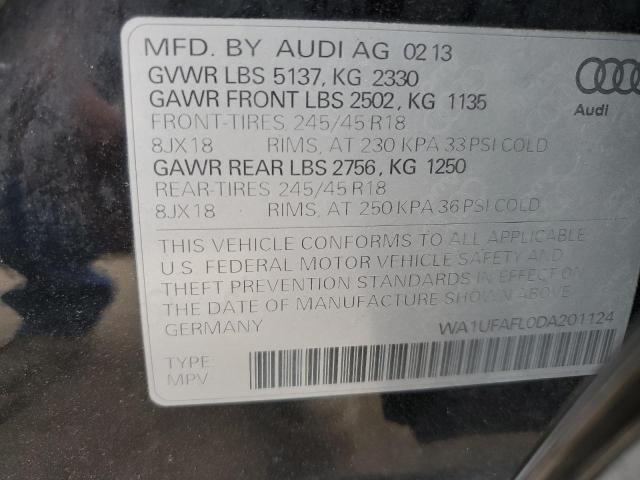 MFD. BY AUDI AG 02 13
GVWR LBS 5137, KG 2330
GAWR FRONT LBS 2502, KG 1135
FRONT-TIRES 245/45 R18
8JX18 RIMS, AT 230 KPA 33 PSI COLD
GAWR REAR LBS 2756, KG 1250
REAR-TIRES 245/45 R18
8JX18 RIMS, AT 250 KPA 36 PSI COLD
Audi
THIS VEHICLE CONFORMS TO ALL APPLICABLE
U.S. FEDERAL MOTOR VEHICLE SAFETY AND
THEFT PREVENTION STANDARDS IN EFFECT ON
THE DATE OF MANUFACTURE SHOWN ABOVE
GERMANY WA1UFAFL0DA201124
TYPE:
MPV